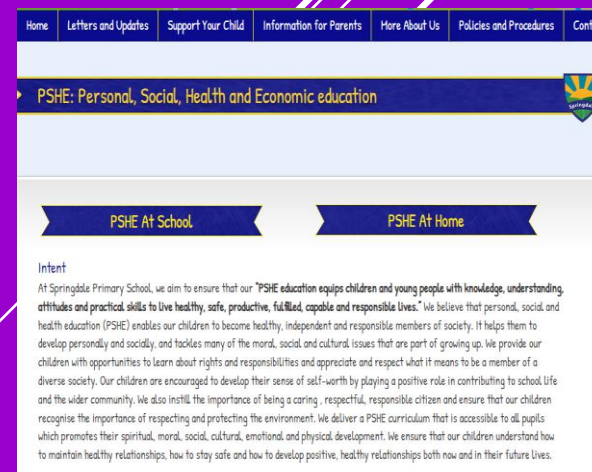 Home Letters and Updates Support Your Child Information for Parents More About Us Policies and Procedures Cont
PSHE: Personal, Social, Health and Economic education
Springdale
PSHE At School PSHE At Home
Intent
At Springdale Primary School, we aim to ensure that our "PSHE education equips children and young people with knowledge, understanding,
attitudes and practical skills to live healthy, safe, productive, fulfilled, capable and responsible lives." We believe that personal, social and
health education (PSHE) enables our children to become healthy, independent and responsible members of society. It helps them to
develop personally and socially, and tackles many of the moral, social and cultural issues that are part of growing up. We provide our
children with opportunities to learn about rights and responsibilities and appreciate and respect what it means to be a member of a
diverse society. Our children are encouraged to develop their sense of self-worth by playing a positive role in contributing to school life
and the wider community. We also instill the importance of being a caring , respectful, responsible citizen and ensure that our children
recognise the importance of respecting and protecting the environment. We deliver a PSHE curriculum that is accessible to all pupils
which promotes their spiritual, moral, social, cultural, emotional and physical development. We ensure that our children understand how
to maintain healthy relationships, how to stay safe and how to develop positive, healthy relationships both now and in their future lives.